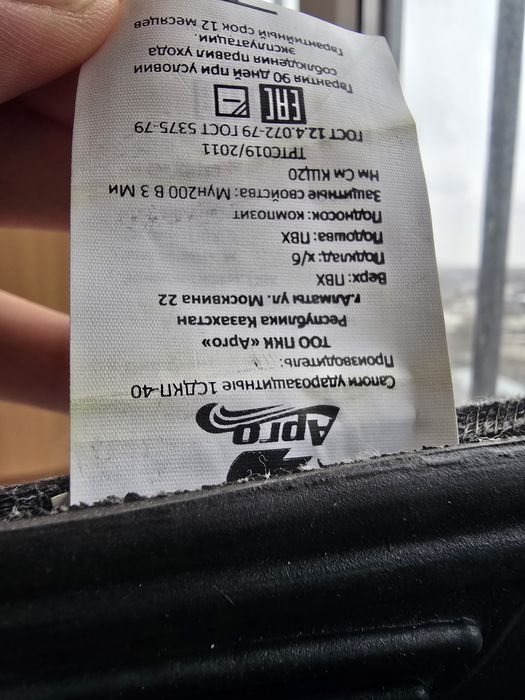 Арго
Сапоги ударозащитные 1СДКП-40
Производитель:
ТОО ПКК «Арго»
Республика Казахстан
г.Алматы ул. Москвина 22
Верх: ПВХ
Подклад: х/б
Подошва: ПВХ
Подносок: композит
Защитные свойства: Мун200 В З Ми
Нм См КЩ20
ТРТС019/2011
ГОСТ 12.4.072-79 ГОСТ 5375-79
ЕАС
Гарантия 90 дней при условии
соблюдения правил ухода
эксплуатации.
Гарантийный срок 12 месяцев